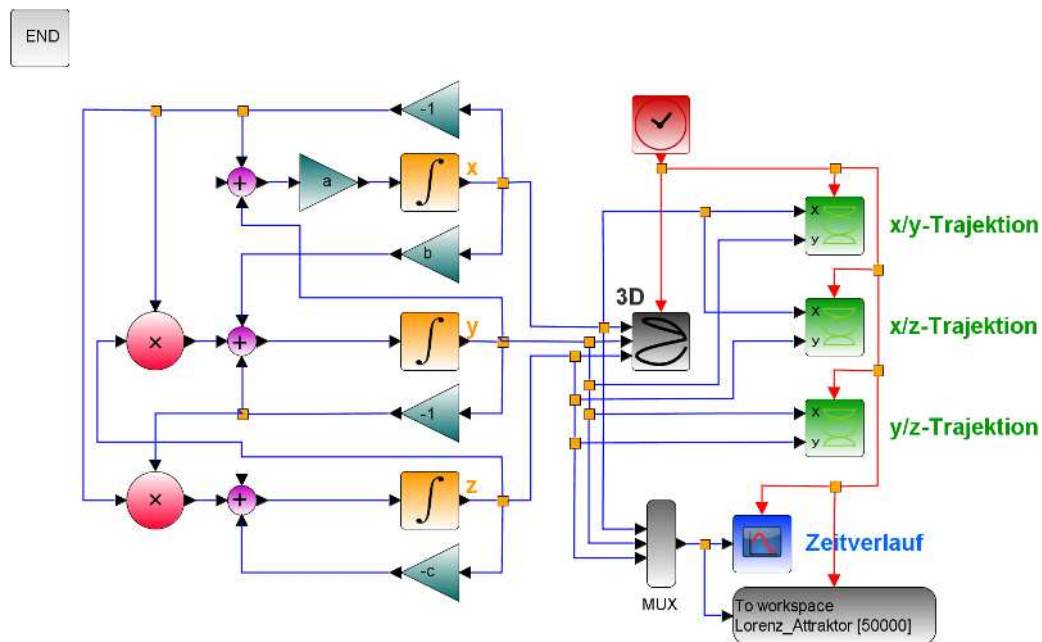 END
-1
x
a
b
3D
x
y
x/y-Trajektion
y
x
y
x/z-Trajektion
-1
x
y
y/z-Trajektion
z
-c
MUX
Zeitverlauf
To workspace
Lorenz_Attraktor [50000]